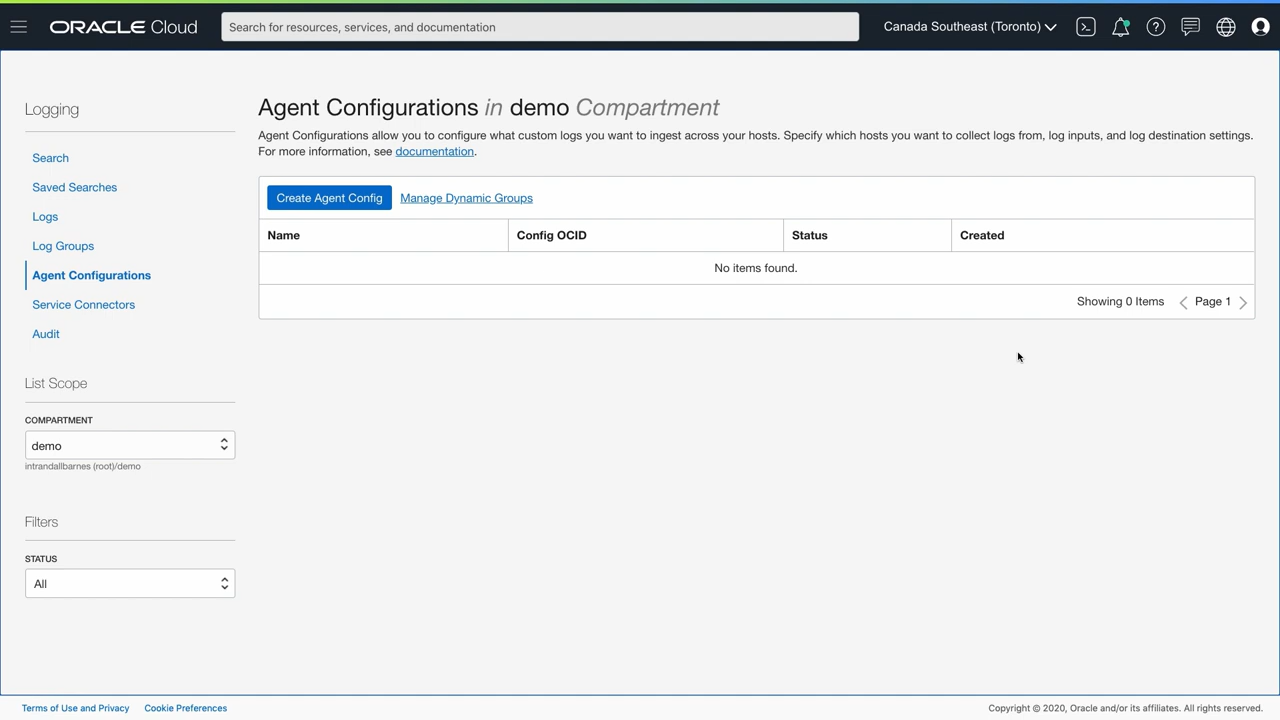 ORACLE Cloud
Search for resources, services, and documentation
Canada Southeast (Toronto)
Logging
Search
Saved Searches
Logs
Log Groups
Agent Configurations
Service Connectors
Audit
List Scope
COMPARTMENT
demo
intrandallbarnes (root)/demo
Filters
STATUS
All
Agent Configurations in demo Compartment
Agent Configurations allow you to configure what custom logs you want to ingest across your hosts. Specify which hosts you want to collect logs from, log inputs, and log destination settings.
For more information, see documentation.
Create Agent Config Manage Dynamic Groups
Name Config OCID Status Created
No items found.
Showing 0 Items Page 1
Terms of Use and Privacy Cookie Preferences
Copyright © 2020, Oracle and/or its affiliates. All rights reserved.